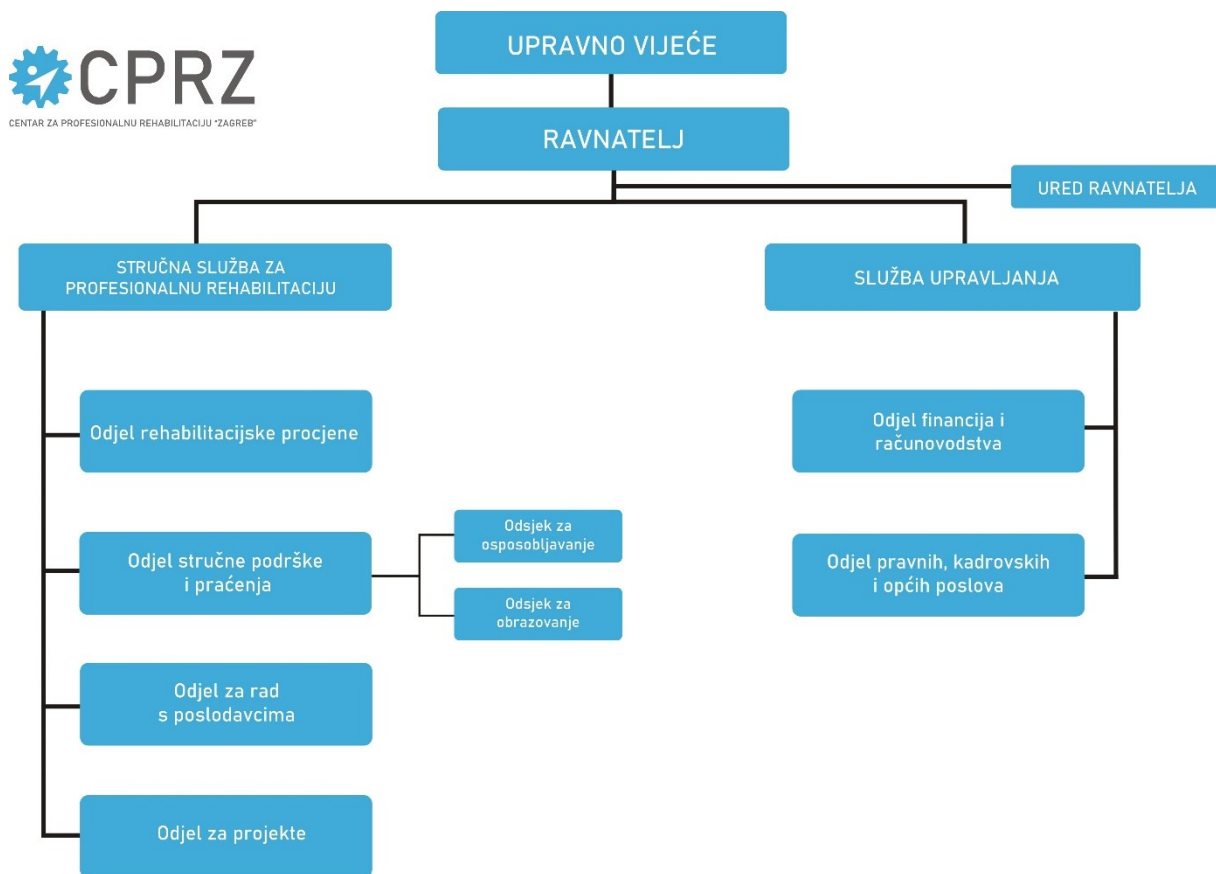 CPRZ
CENTAR ZA PROFESIONALNU REHABILITACIJU "ZAGREB"
UPRAVNO VIJEĆE
RAVNATELJ
URED RAVNATELJA
STRUČNA SLUŽBA ZA
PROFESIONALNU REHABILITACIJU
SLUŽBA UPRAVLJANJA
Odjel rehabilitacijske procjene
Odjel financija i
računovodstva
Odjel stručne podrške
i praćenja
Odsjek za
osposobljavanje
Odsjek za
obrazovanje
Odjel pravnih, kadrovskih
i općih poslova
Odjel za rad
s poslodavcima
Odjel za projekte